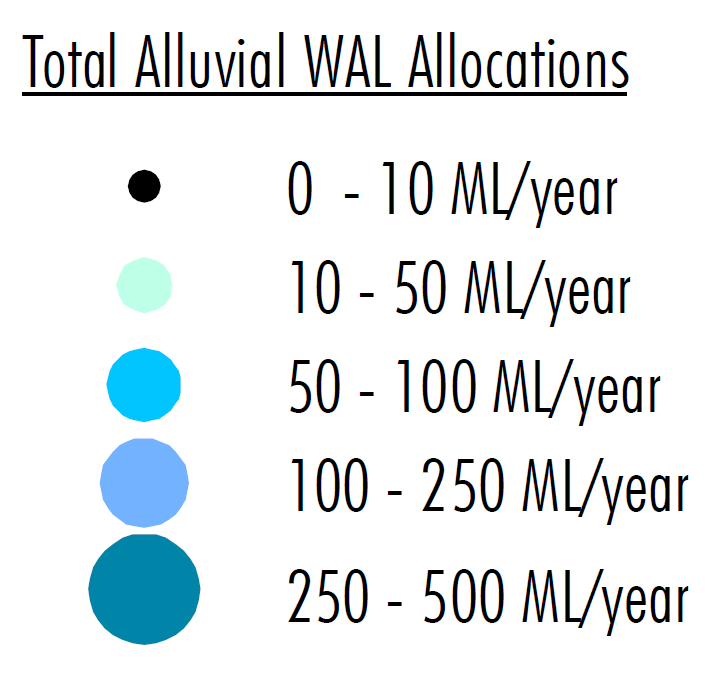 Total Alluvial WAL Allocations
0 - 10 ML/year
10 - 50 ML/year
50 - 100 ML/year
100 - 250 ML/year
250 - 500 ML/year